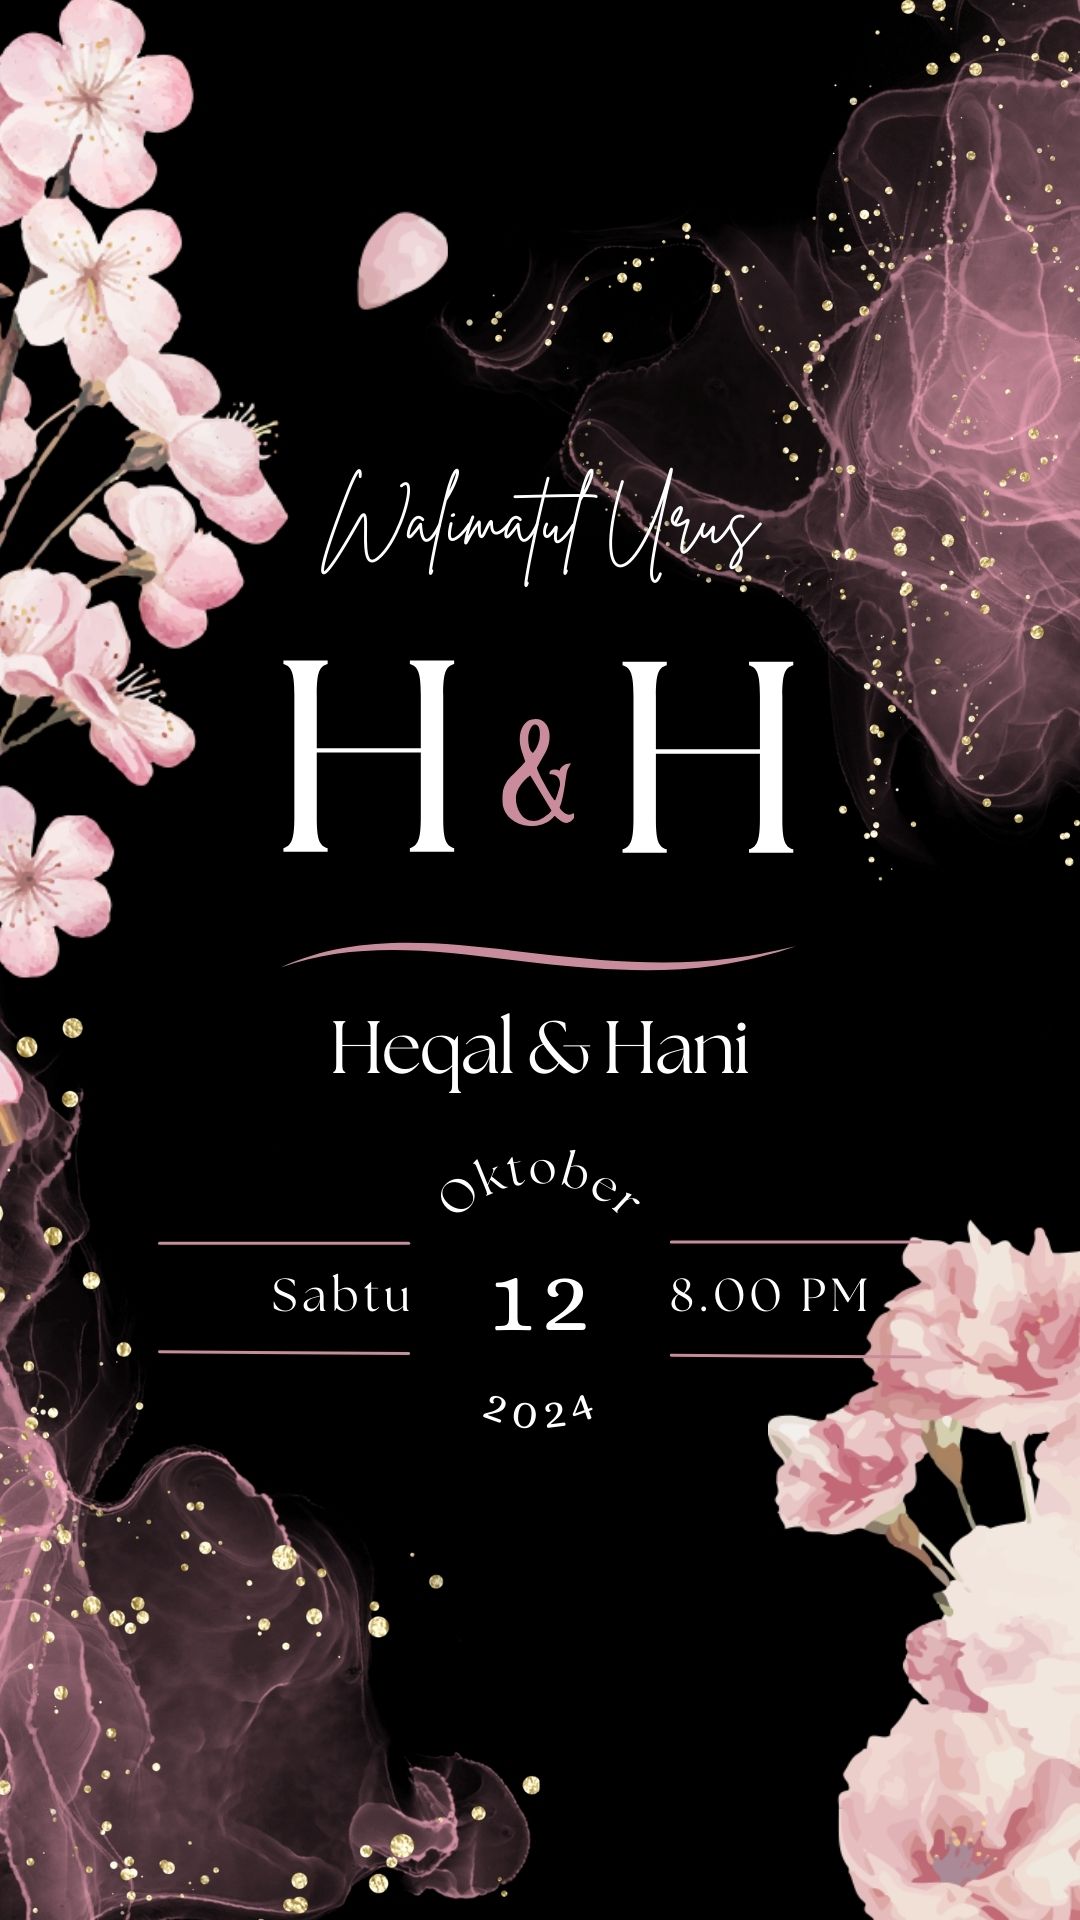 Walimatul Urus
H & H
Heqal & Hani
Oktober
Sabtu
12
8.00 PM
2024